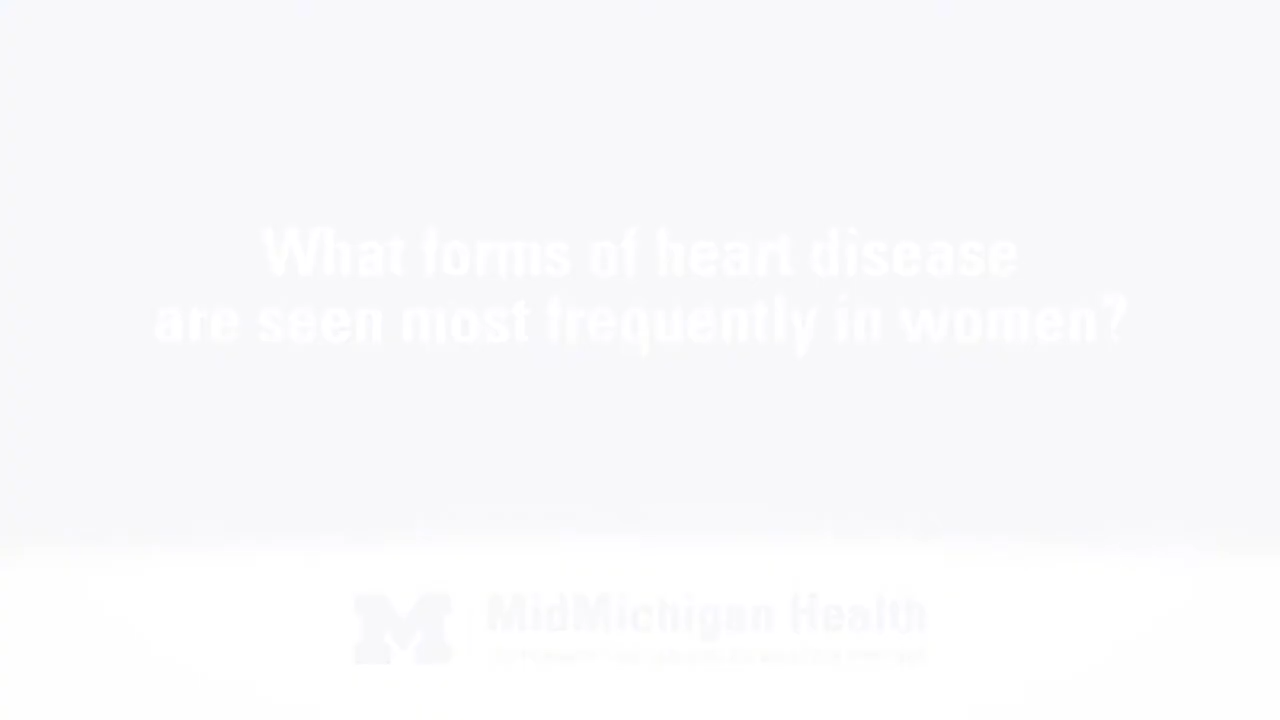 What forms of heart disease
are seen most frequently in women?
MidMichigan Health